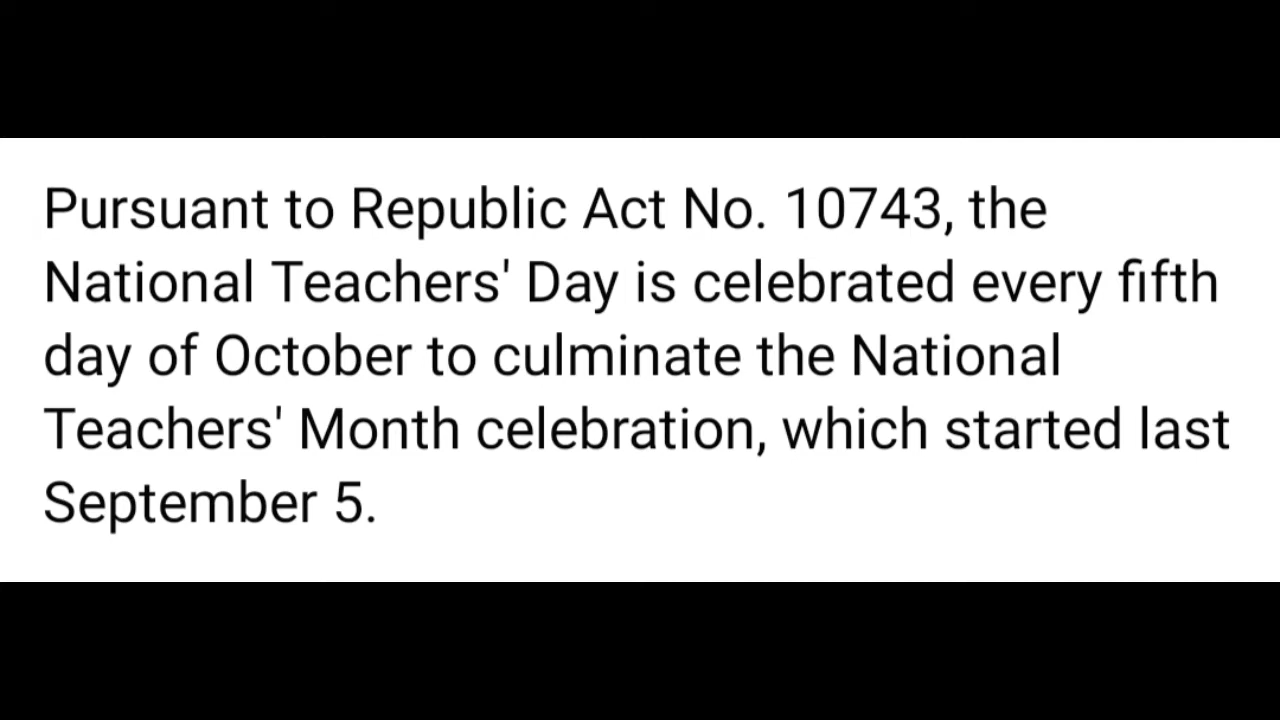 Pursuant to Republic Act No. 10743, the
National Teachers' Day is celebrated every fifth
day of October to culminate the National
Teachers' Month celebration, which started last
September 5.